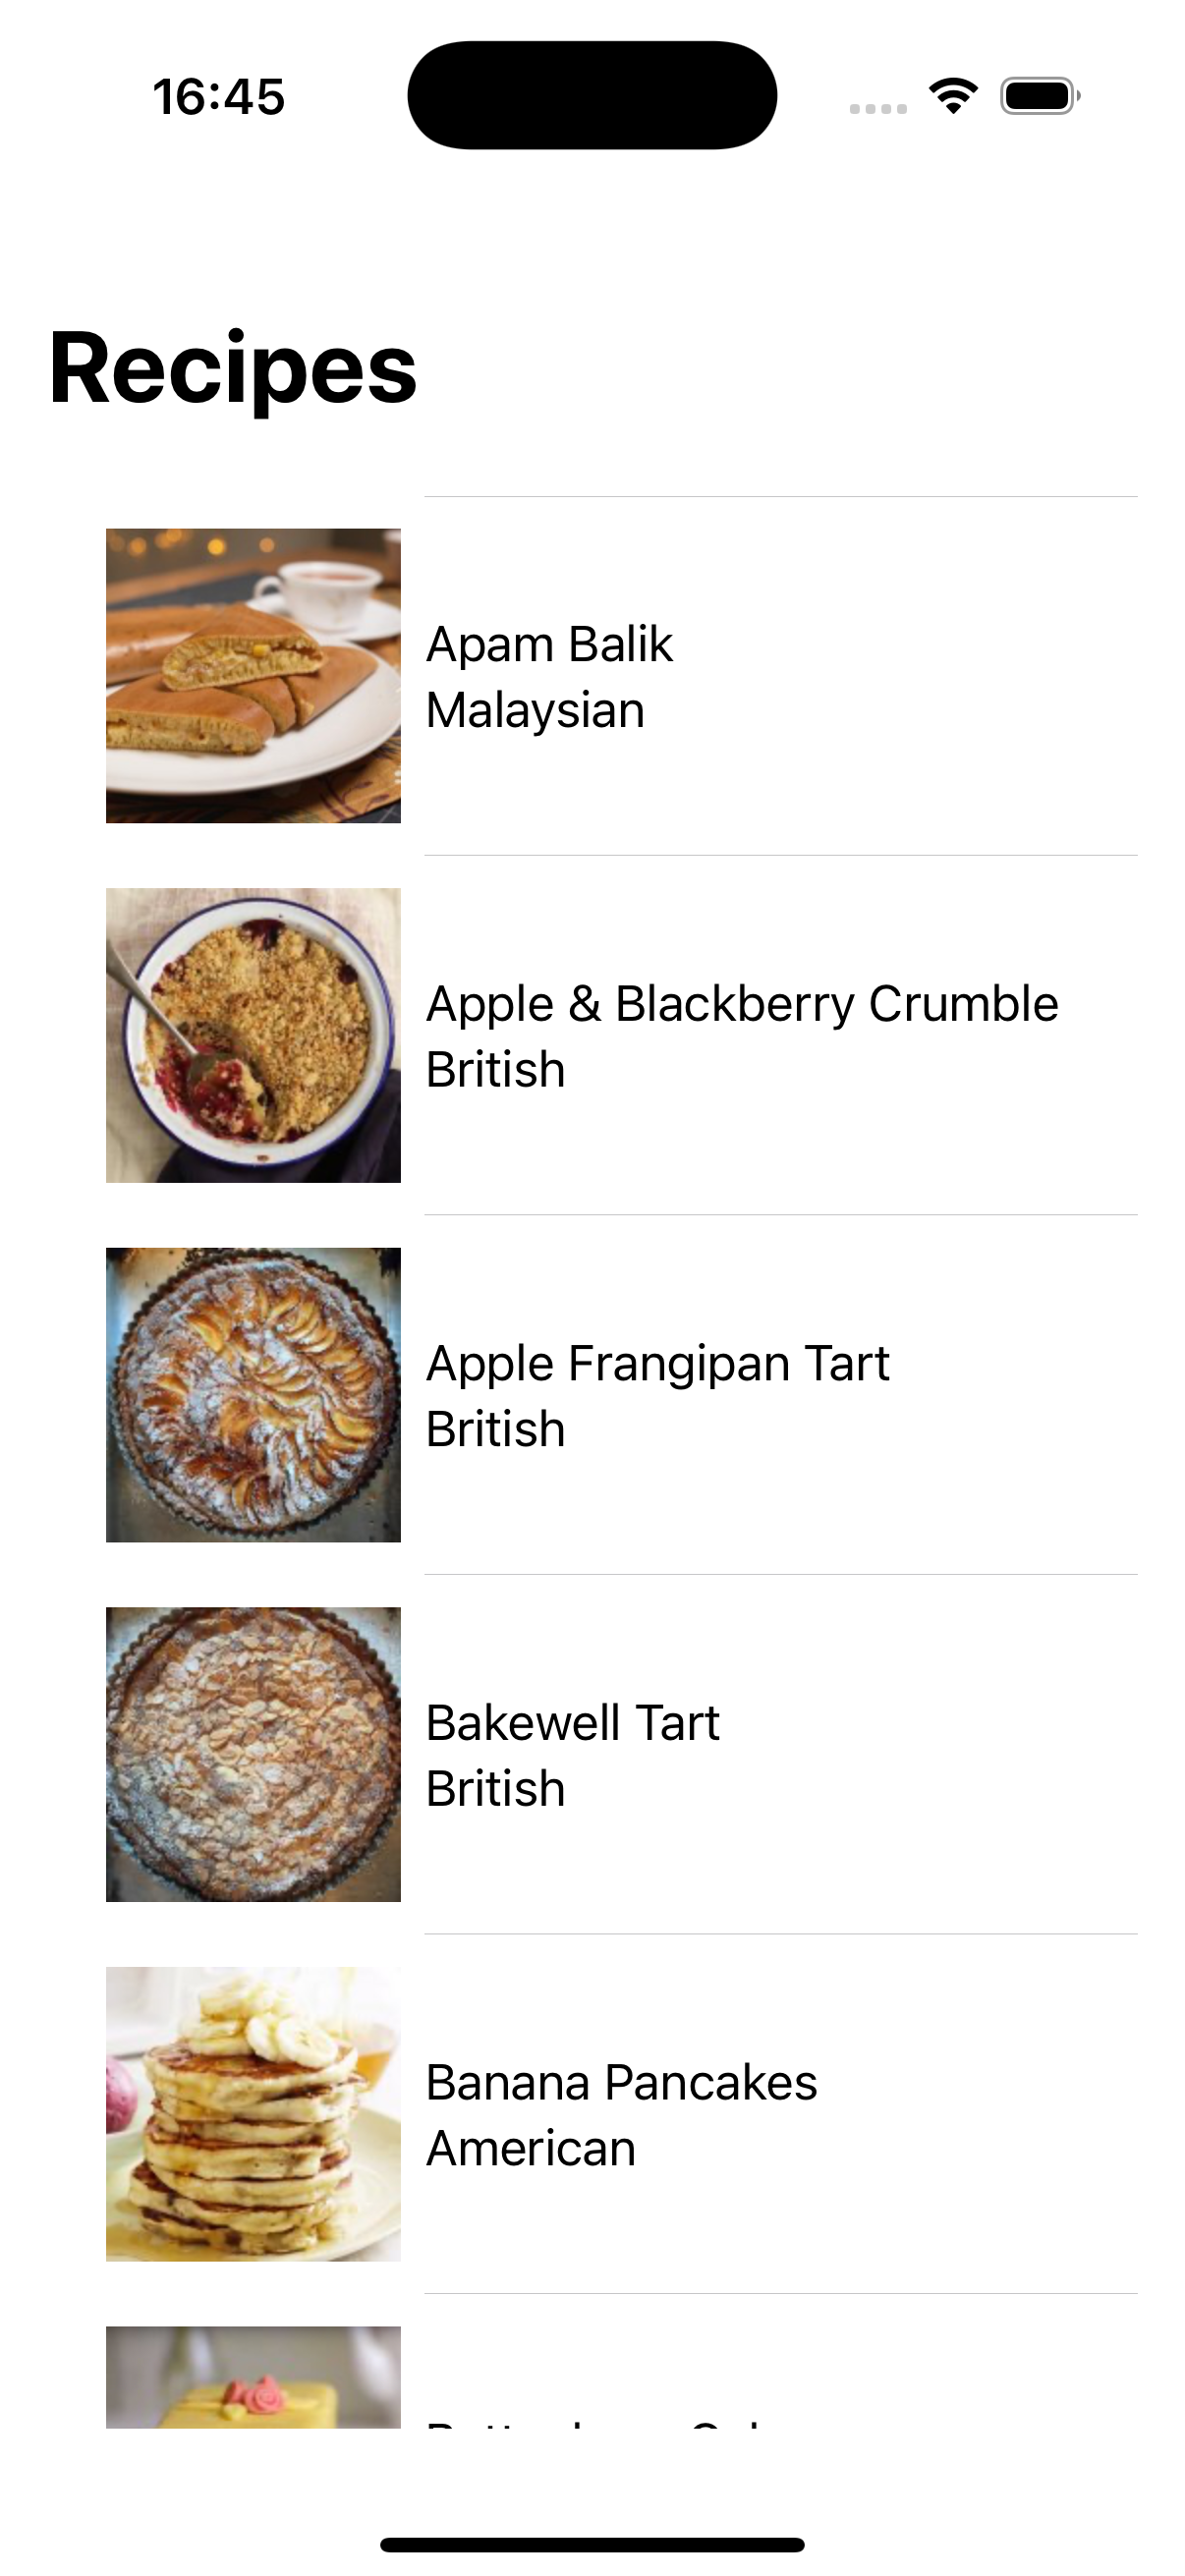 16:45
Recipes
Apam Balik
Malaysian
Apple & Blackberry Crumble
British
Apple Frangipan Tart
British
Bakewell Tart
British
Banana Pancakes
American